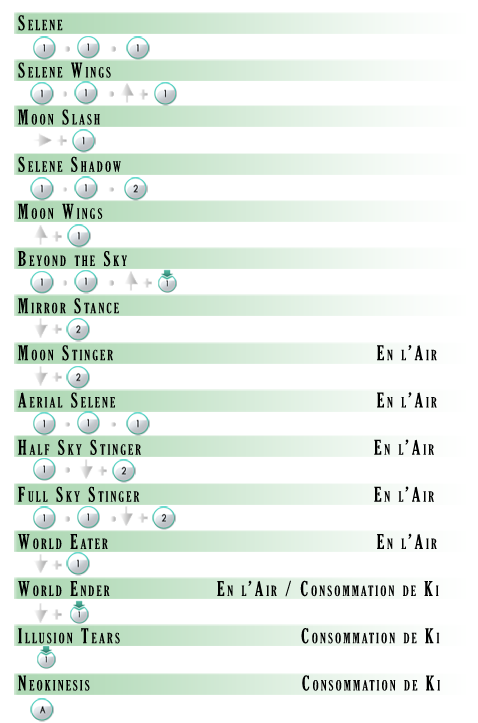 Selene
1 1 1
Selene Wings
1 1 + 1
Moon Slash
+ 1
Selene Shadow
1 1 2
Moon Wings
+ 1
Beyond the Sky
1 1 + 1
Mirror Stance
+ 2
Moon Stinger En l'Air
+ 2
Aerial Selene En l'Air
1 1 1
Half Sky Stinger En l'Air
1 + 2
Full Sky Stinger En l'Air
1 1 + 2
World Eater En l'Air
+ 1
World Ender En l'Air / Consommation de Ki
+ 1
Illusion Tears Consommation de Ki
1
Neokinesis Consommation de Ki
A